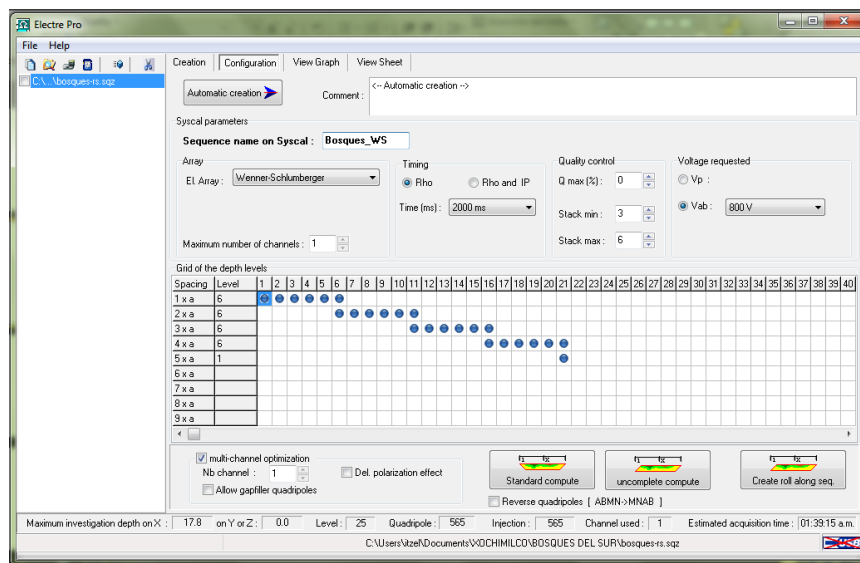 Electre Pro
File Help
Creation Configuration View Graph View Sheet
C:\...\bosques-rs.sqz
Automatic creation
Comment :
<-- Automatic creation -->
Syscal parameters
Sequence name on Syscal : Bosques_WS
Array
El. Array : Wenner-Schlumberger
Maximum number of channels : 1
Timing
Rho Rho and IP
Time (ms) : 2000 ms
Quality control
Q max (%) : 0
Stack min : 3
Stack max : 6
Voltage requested
Vp :
Vab : 800 V
Grid of the depth levels
Spacing Level 1 2 3 4 5 6 7 8 9 10 11 12 13 14 15 16 17 18 19 20 21 22 23 24 25 26 27 28 29 30 31 32 33 34 35 36 37 38 39 40
1 x a 6
2 x a 6
3 x a 6
4 x a 6
5 x a 1
6 x a
7 x a
8 x a
9 x a
multi-channel optimization
Nb channel : 1
Del. polarization effect
Allow gapfiller quadripoles
Standard compute
uncomplete compute
Create roll along seq.
Reverse quadripoles [ ABMN->MNAB ]
Maximum investigation depth on X : 17.8 on Y or Z : 0.0 Level : 25 Quadripole : 565 Injection : 565 Channel used : 1 Estimated acquisition time : 01:39:15 a.m.
C:\Users\itzel\Documents\XOCHIMILCO\BOSQUES DEL SUR\bosques-rs.sqz